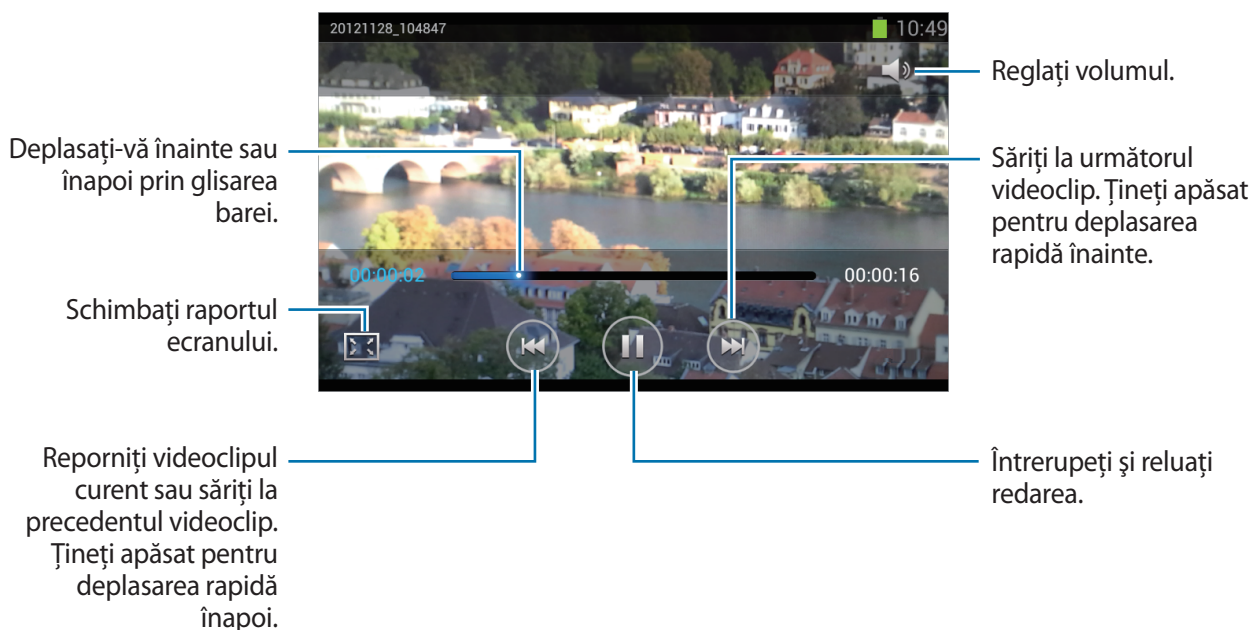 20121128_104847
10:49
Reglați volumul.
Deplasați-vă înainte sau
înapoi prin glisarea
barei.
Săriți la următorul
videoclip. Țineți apăsat
pentru deplasarea
rapidă înainte.
00:00:02
00:00:16
Schimbați raportul
ecranului.
Reporniți videoclipul
curent sau săriți la
precedentul videoclip.
Țineți apăsat pentru
deplasarea rapidă
înapoi.
Întrerupeți şi reluați
redarea.